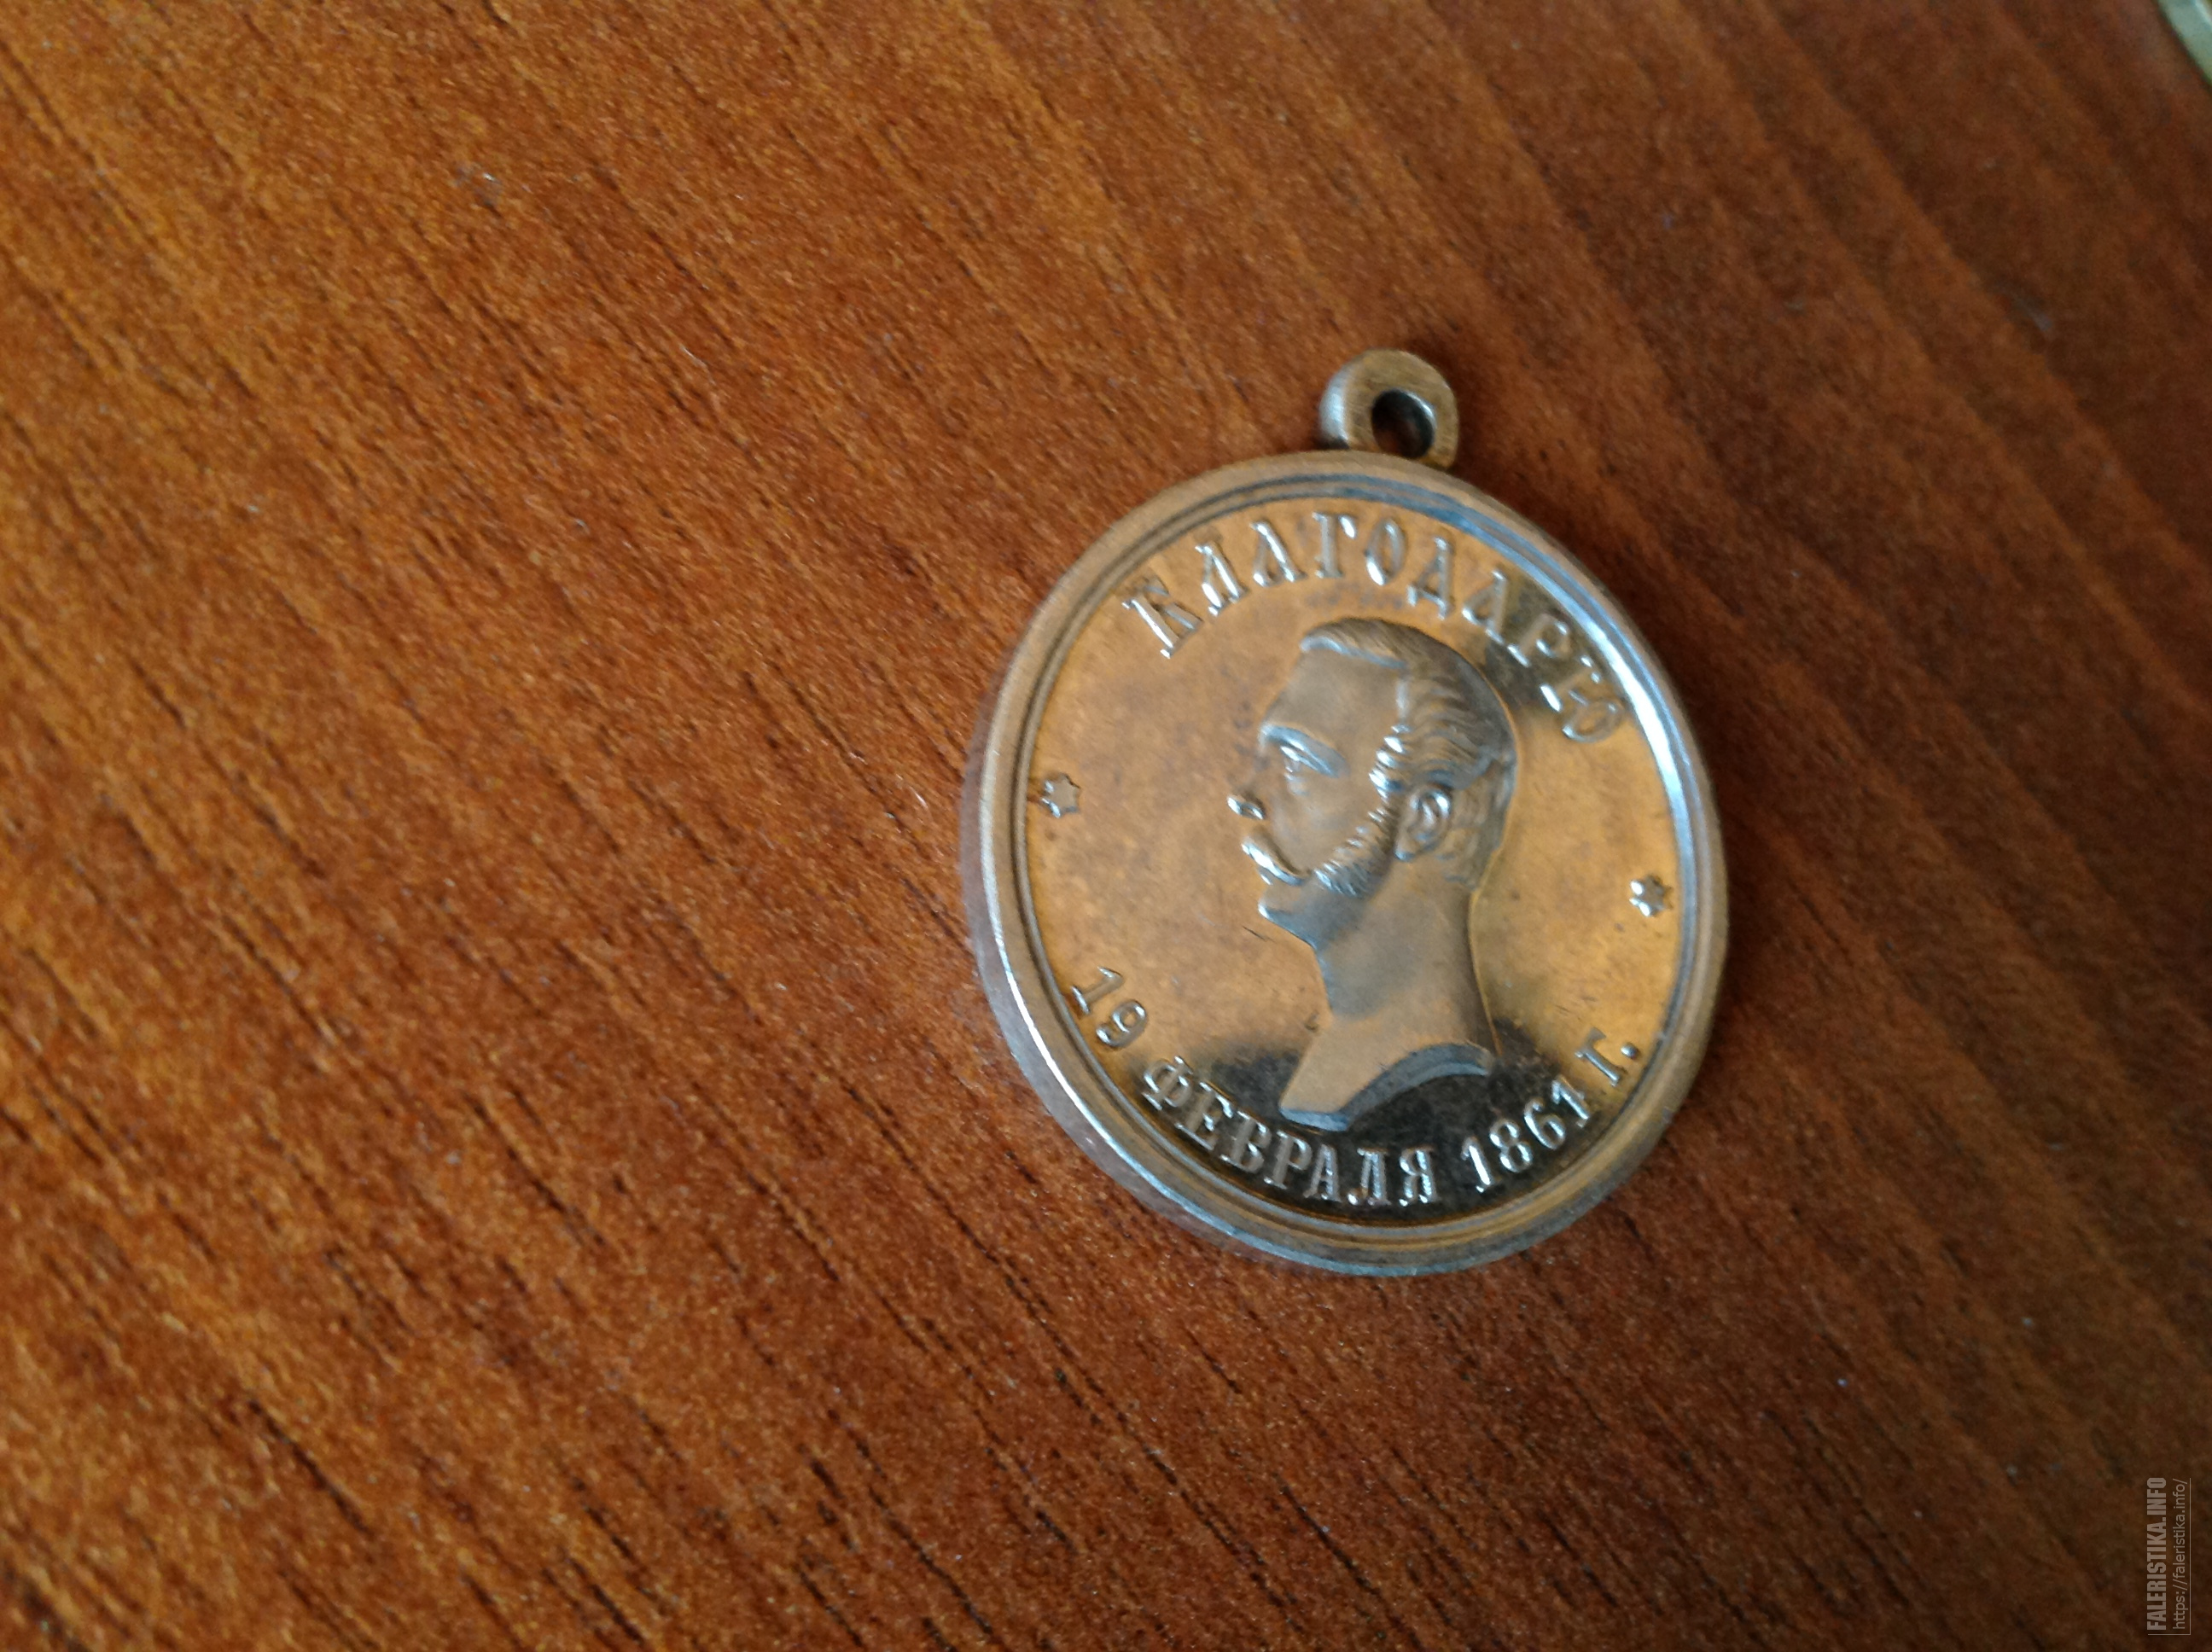 БЛАГОДАРЮ
19 ФЕВРАЛЯ 1861 Г.
FALERISTIKA.INFO
https://faleristika.info/